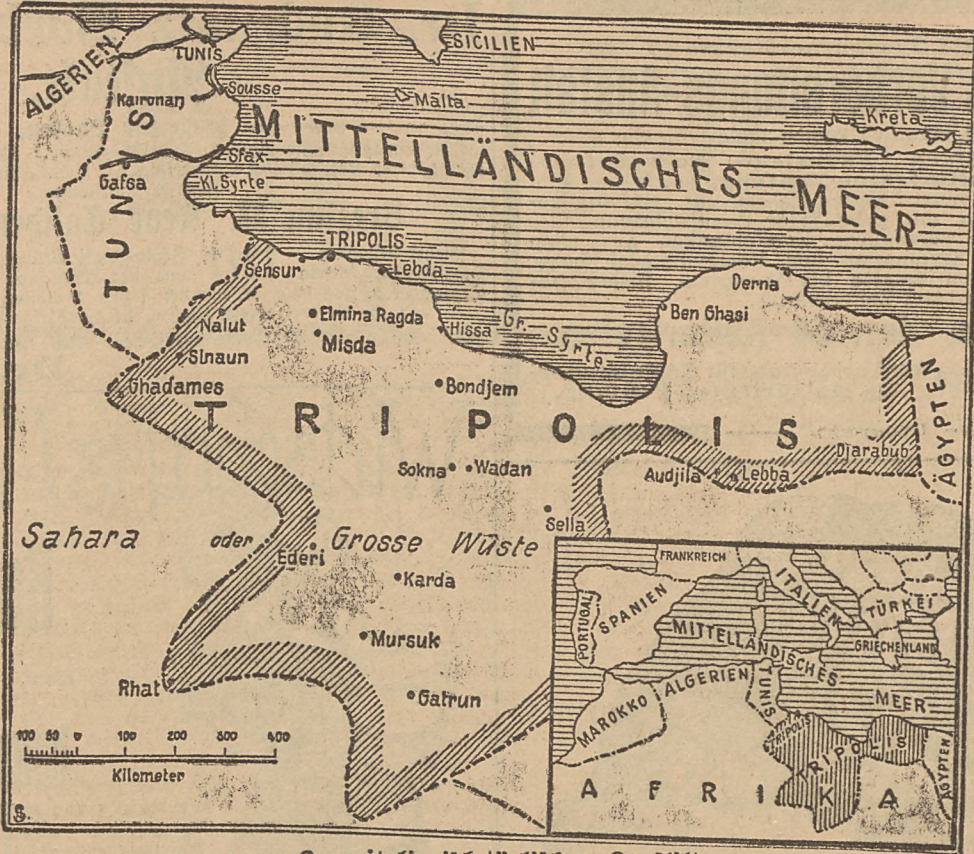 SICILIEN
TUNIS
ALGERIEN
Sousse
Malta
Kaironan
Kreta
MITTELLÄNDISCHES MEER
Sfax
Gafsa
Kl. Syrte
TUNIS
TRIPOLIS
Sensur
Lebda
Derna
Ben Ghasi
Nalut
Elmina Ragda
Hissa
Gr. Syrte
Misda
Sinaun
Ghadames
Bondjem
TRIPOLIS
ÄGYPTEN
Djarabub
Sokna
Wadan
Audjila
Lebba
Sella
Sahara oder Grosse Wüste
Ederi
Karda
Mursuk
Rhat
Gatrun
100 50 0 100 200 300 400
Kilometer
S.
FRANKREICH
PORTUGAL
SPANIEN
ITALIEN
TÜRKEI
GRIECHENLAND
MITTELLÄNDISCHES MEER
MAROKKO
ALGERIEN
TUNIS
TRIPOLIS
TRIPOLIS
ÄGYPTEN
AFRIKA